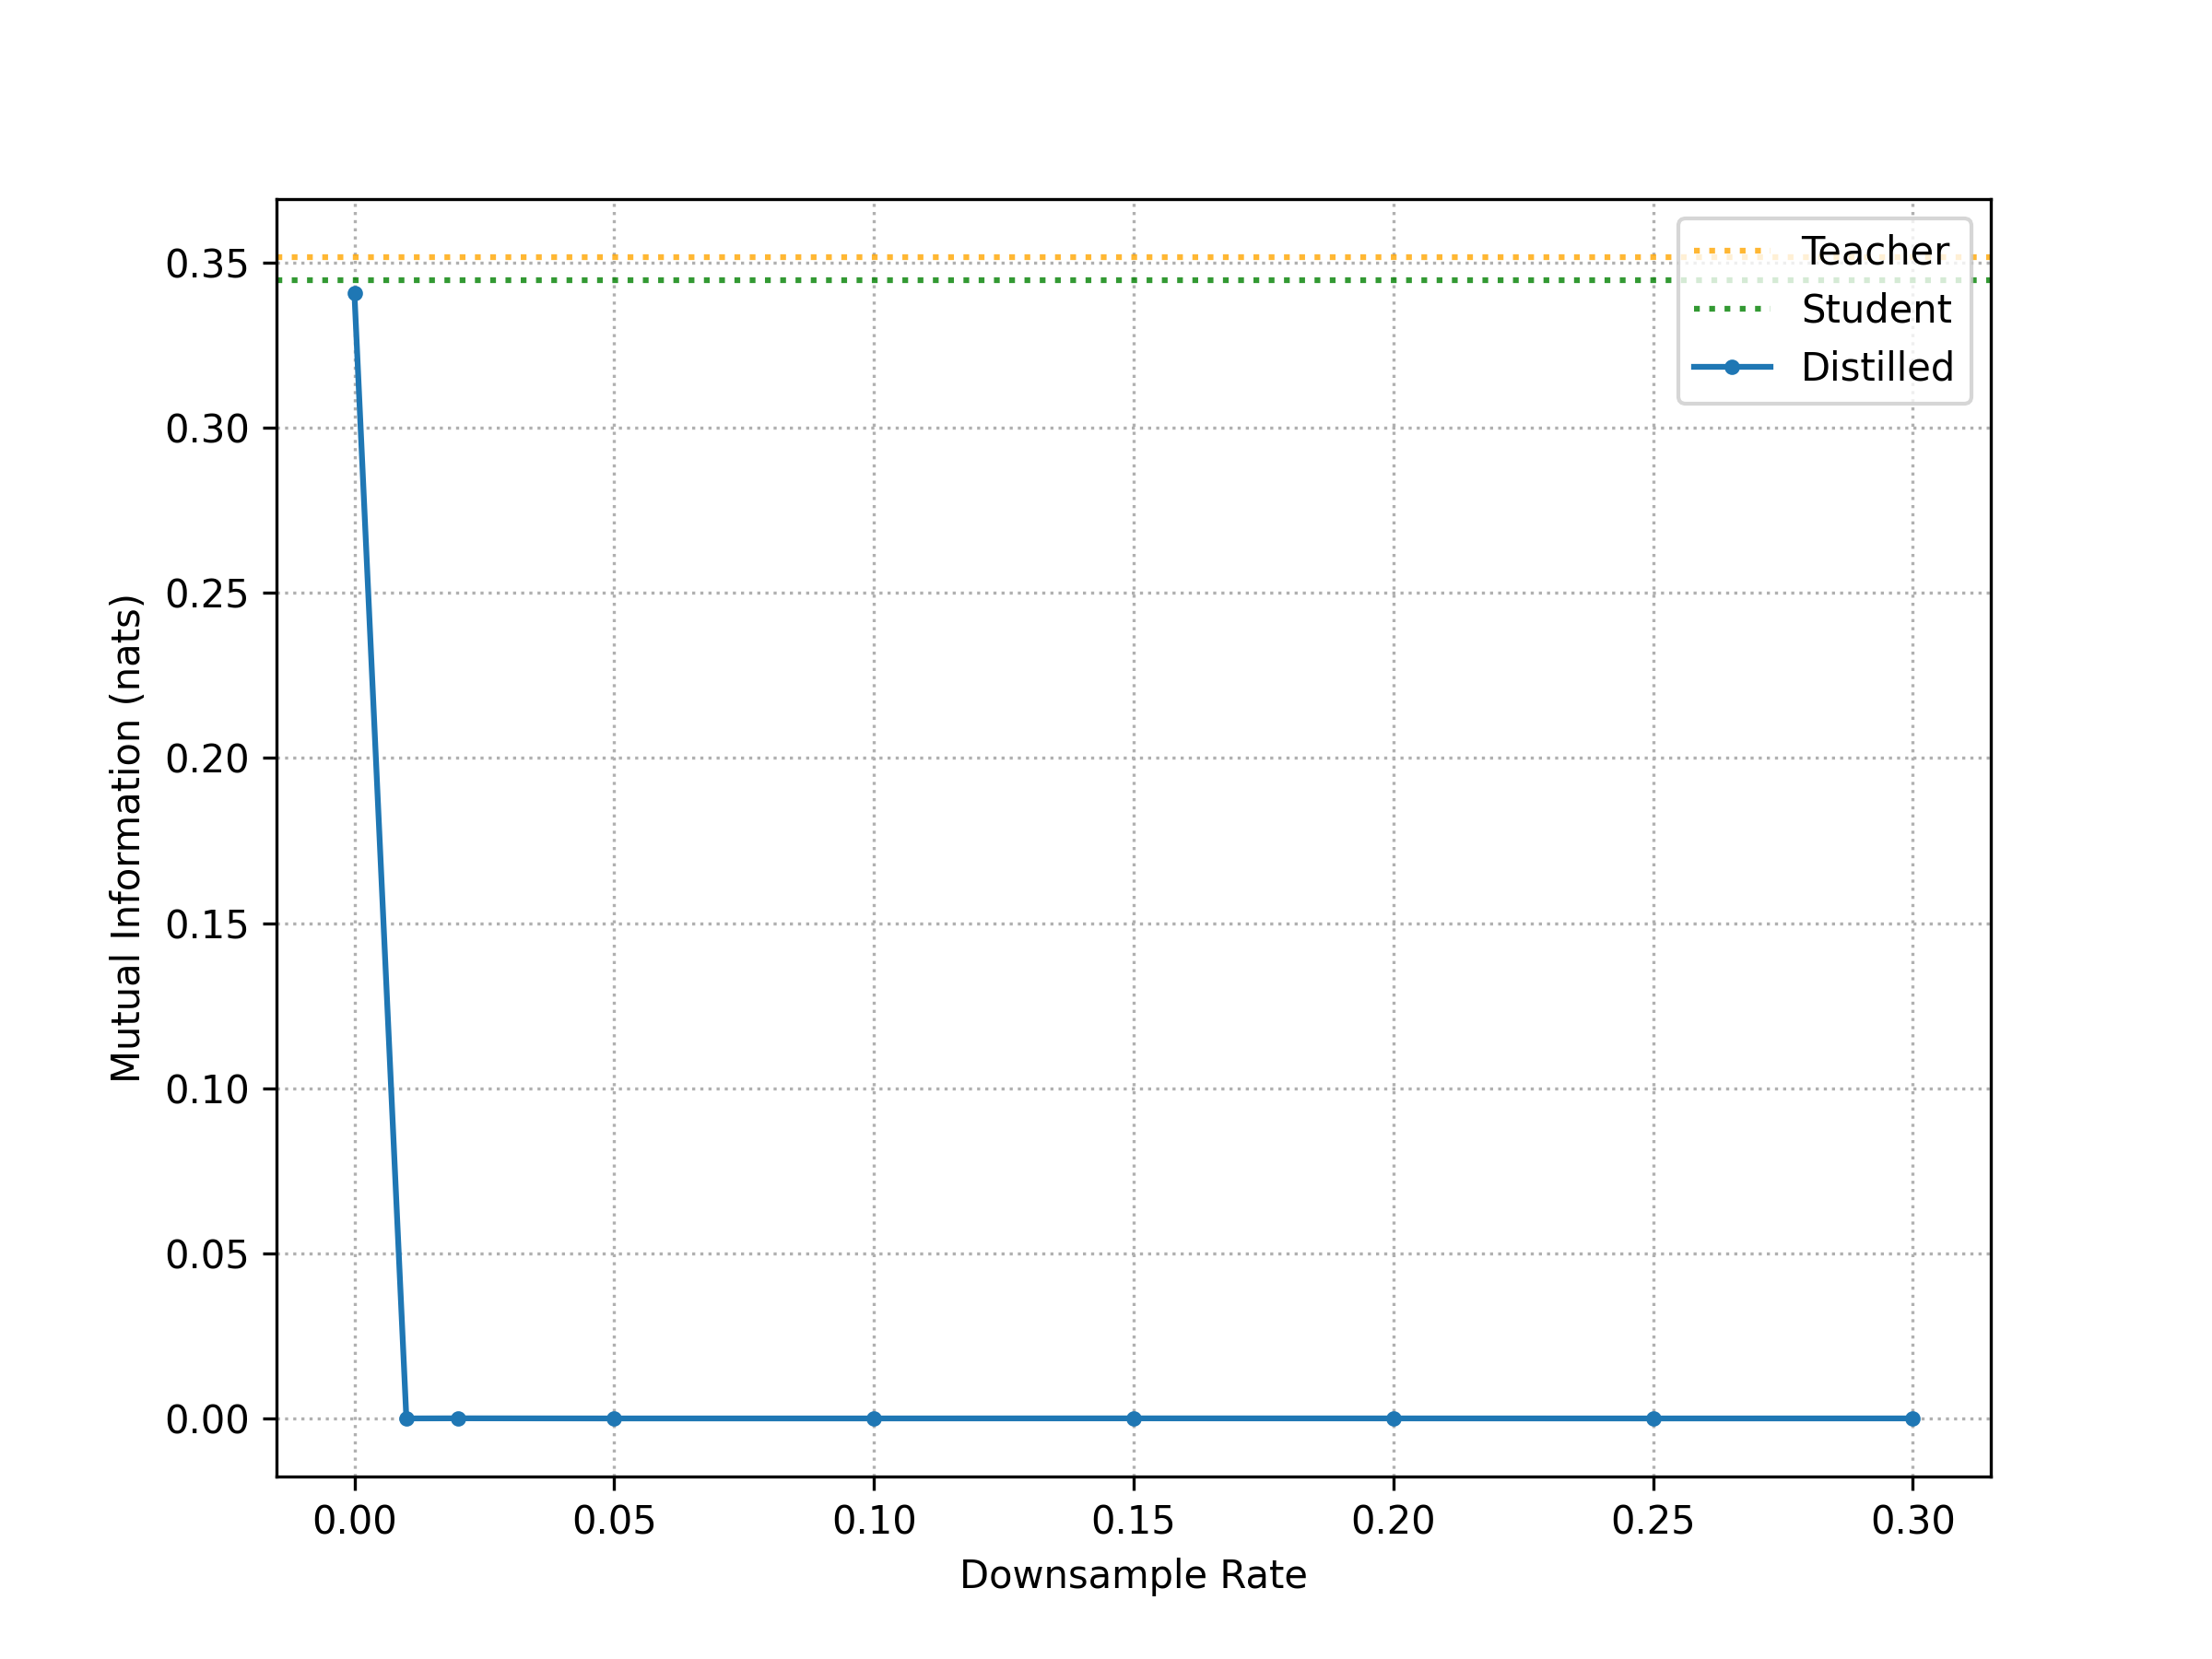 0.35
0.30
0.25
0.20
0.15
0.10
0.05
0.00
Mutual Information (nats)
Teacher
Student
Distilled
0.00 0.05 0.10 0.15 0.20 0.25 0.30
Downsample Rate